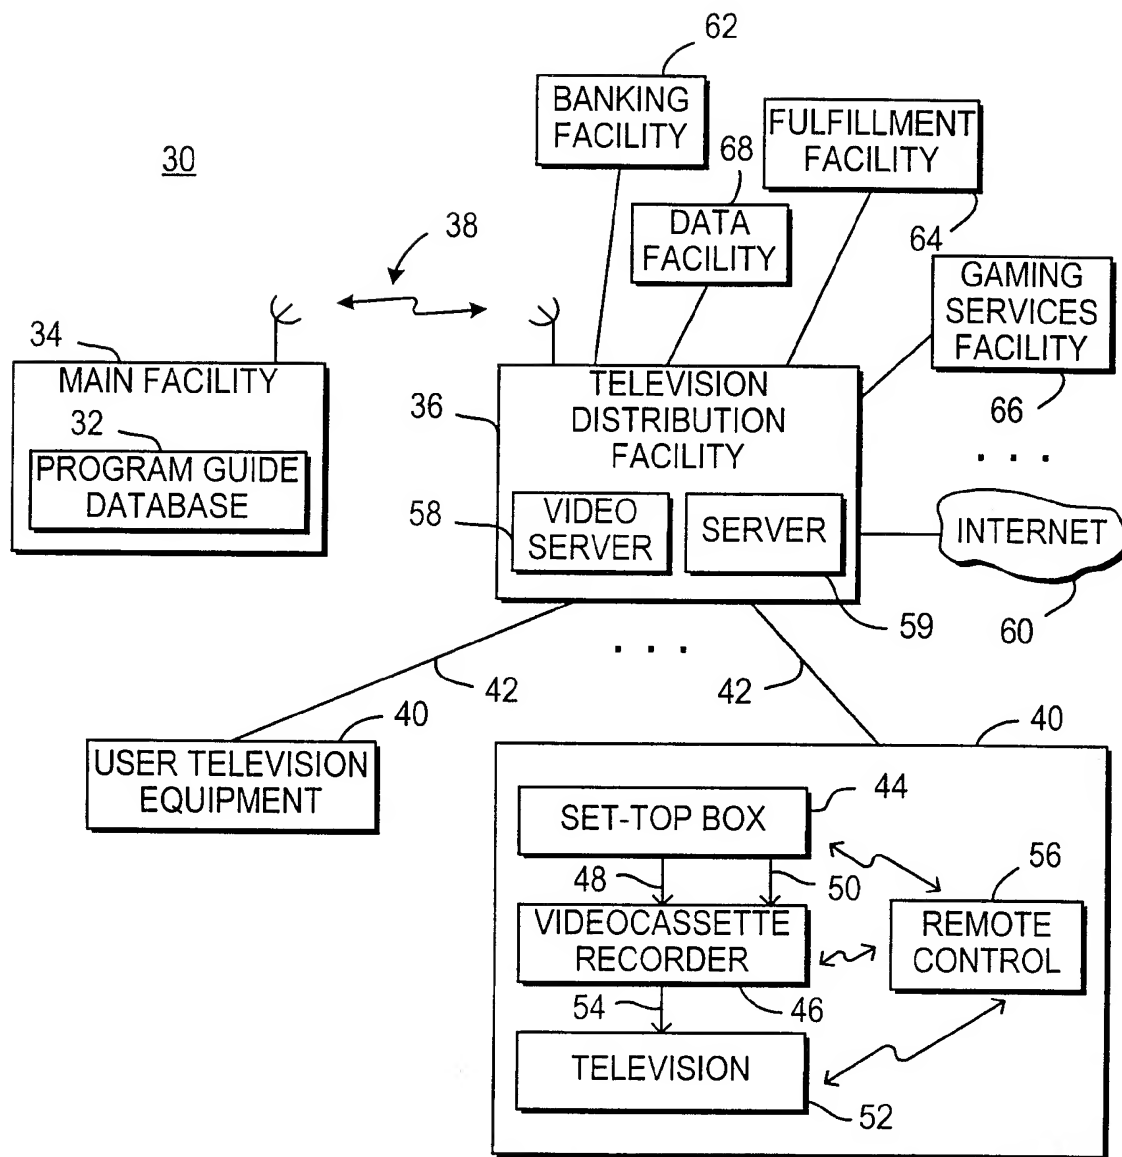 62
BANKING
FACILITY
FULFILLMENT
FACILITY
30
68
DATA
FACILITY
64
38
GAMING
SERVICES
FACILITY
34
MAIN FACILITY
66
36
TELEVISION
DISTRIBUTION
FACILITY
32
PROGRAM GUIDE
DATABASE
. . .
58
VIDEO
SERVER
SERVER
INTERNET
59
60
. . .
42
42
40
40
USER TELEVISION
EQUIPMENT
44
SET-TOP BOX
48
50
56
VIDEOCASSETTE
RECORDER
REMOTE
CONTROL
54
46
TELEVISION
52